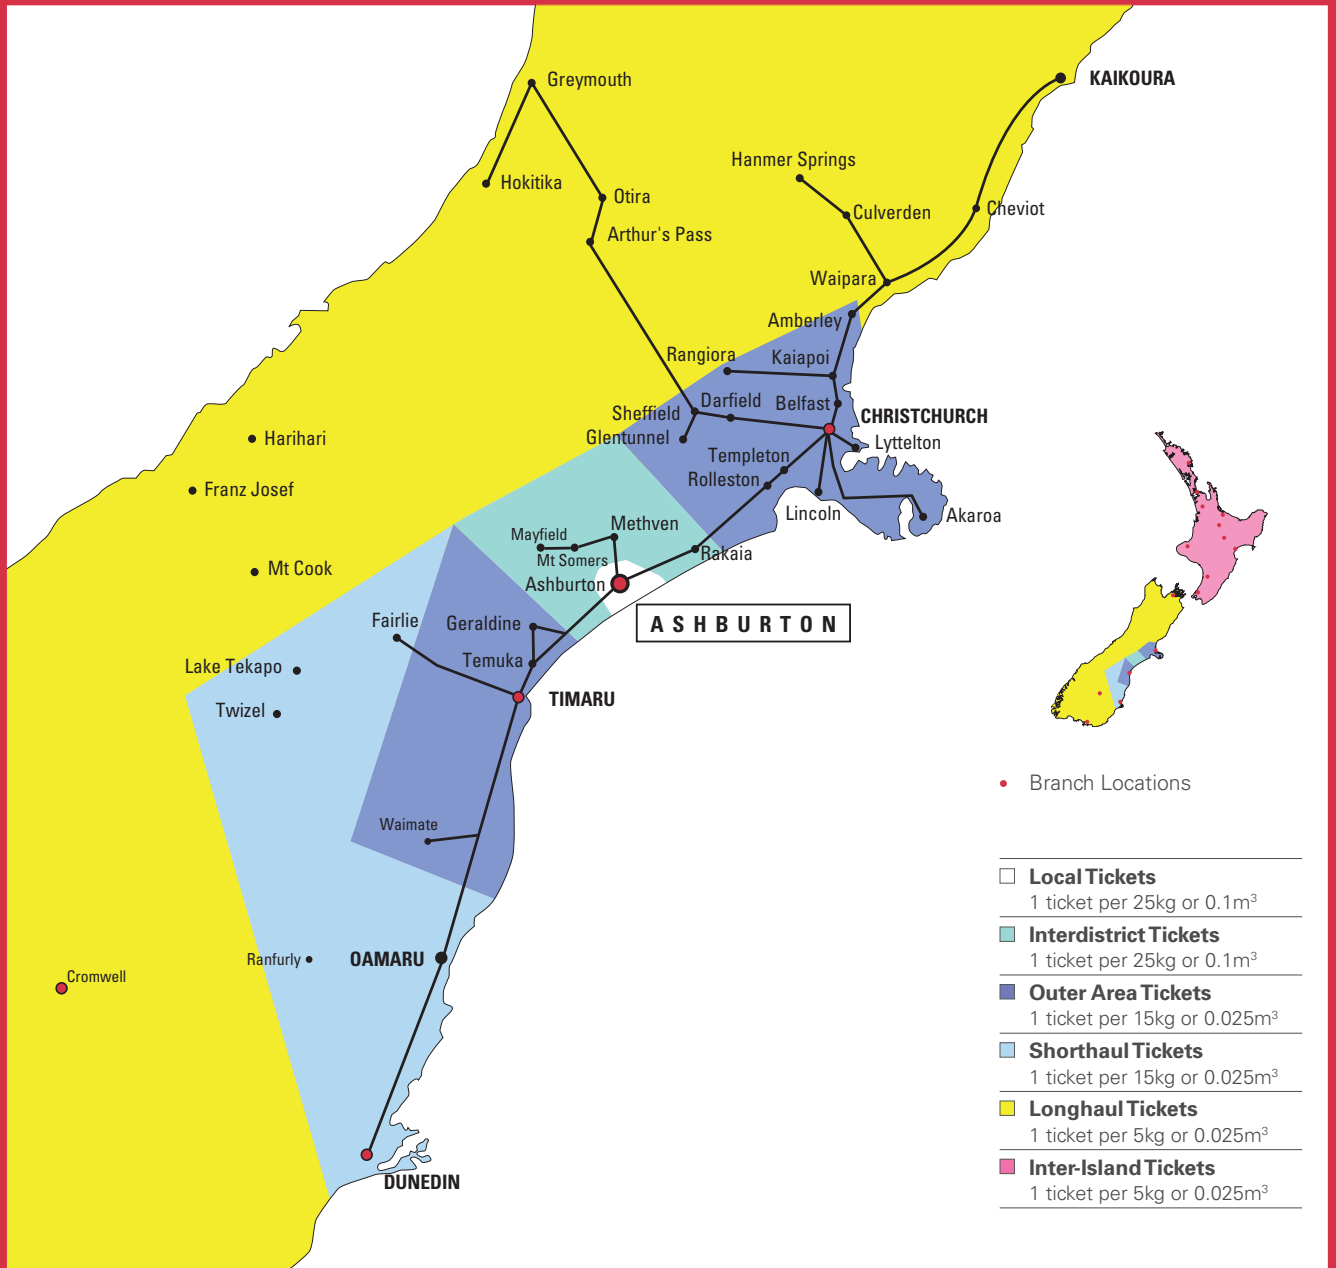 Greymouth
KAIKOURA
Hanmer Springs
Hokitika
Otira
Culverden
Cheviot
Arthur's Pass
Waipara
Amberley
Rangiora
Kaiapoi
Sheffield
Darfield
Belfast
CHRISTCHURCH
Glentunnel
Lyttelton
Harihari
Templeton
Rolleston
Franz Josef
Lincoln
Akaroa
Methven
Mayfield
Mt Somers
Rakaia
Mt Cook
Ashburton
ASHBURTON
Fairlie
Geraldine
Lake Tekapo
Temuka
TIMARU
Twizel
Waimate
Ranfurly
OAMARU
Cromwell
DUNEDIN
Branch Locations
Local Tickets
1 ticket per 25kg or 0.1m³
Interdistrict Tickets
1 ticket per 25kg or 0.1m³
Outer Area Tickets
1 ticket per 15kg or 0.025m³
Shorthaul Tickets
1 ticket per 15kg or 0.025m³
Longhaul Tickets
1 ticket per 5kg or 0.025m³
Inter-Island Tickets
1 ticket per 5kg or 0.025m³